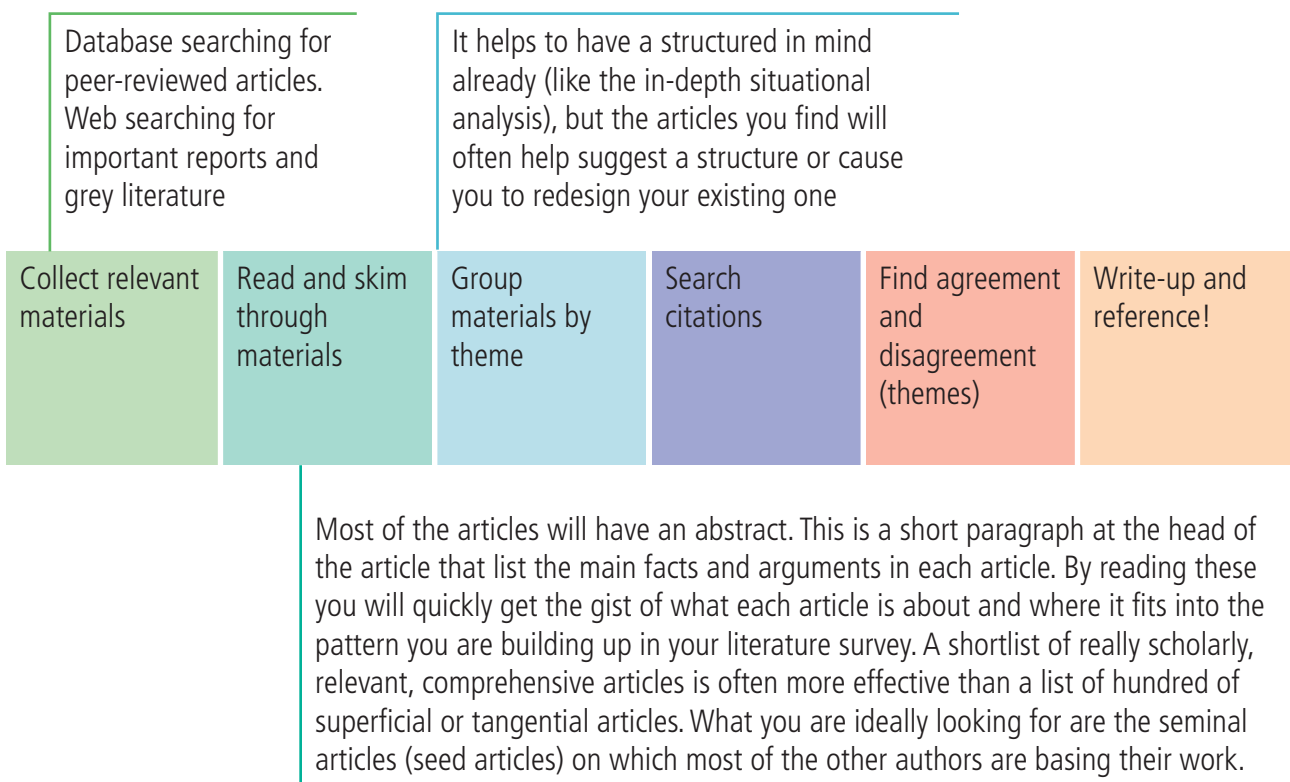 Database searching for
peer-reviewed articles.
Web searching for
important reports and
grey literature
It helps to have a structured in mind
already (like the in-depth situational
analysis), but the articles you find will
often help suggest a structure or cause
you to redesign your existing one
Collect relevant
materials
Read and skim
through
materials
Group
materials by
theme
Search
citations
Find agreement
and
disagreement
(themes)
Write-up and
reference!
Most of the articles will have an abstract. This is a short paragraph at the head of
the article that list the main facts and arguments in each article. By reading these
you will quickly get the gist of what each article is about and where it fits into the
pattern you are building up in your literature survey. A shortlist of really scholarly,
relevant, comprehensive articles is often more effective than a list of hundred of
superficial or tangential articles. What you are ideally looking for are the seminal
articles (seed articles) on which most of the other authors are basing their work.